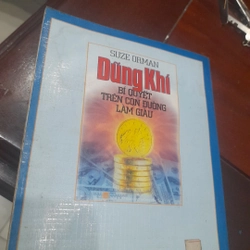 SUZE ORMAN
Dũng Khí
BÍ QUYẾT
TRÊN CON ĐƯỜNG
LÀM GIÀU